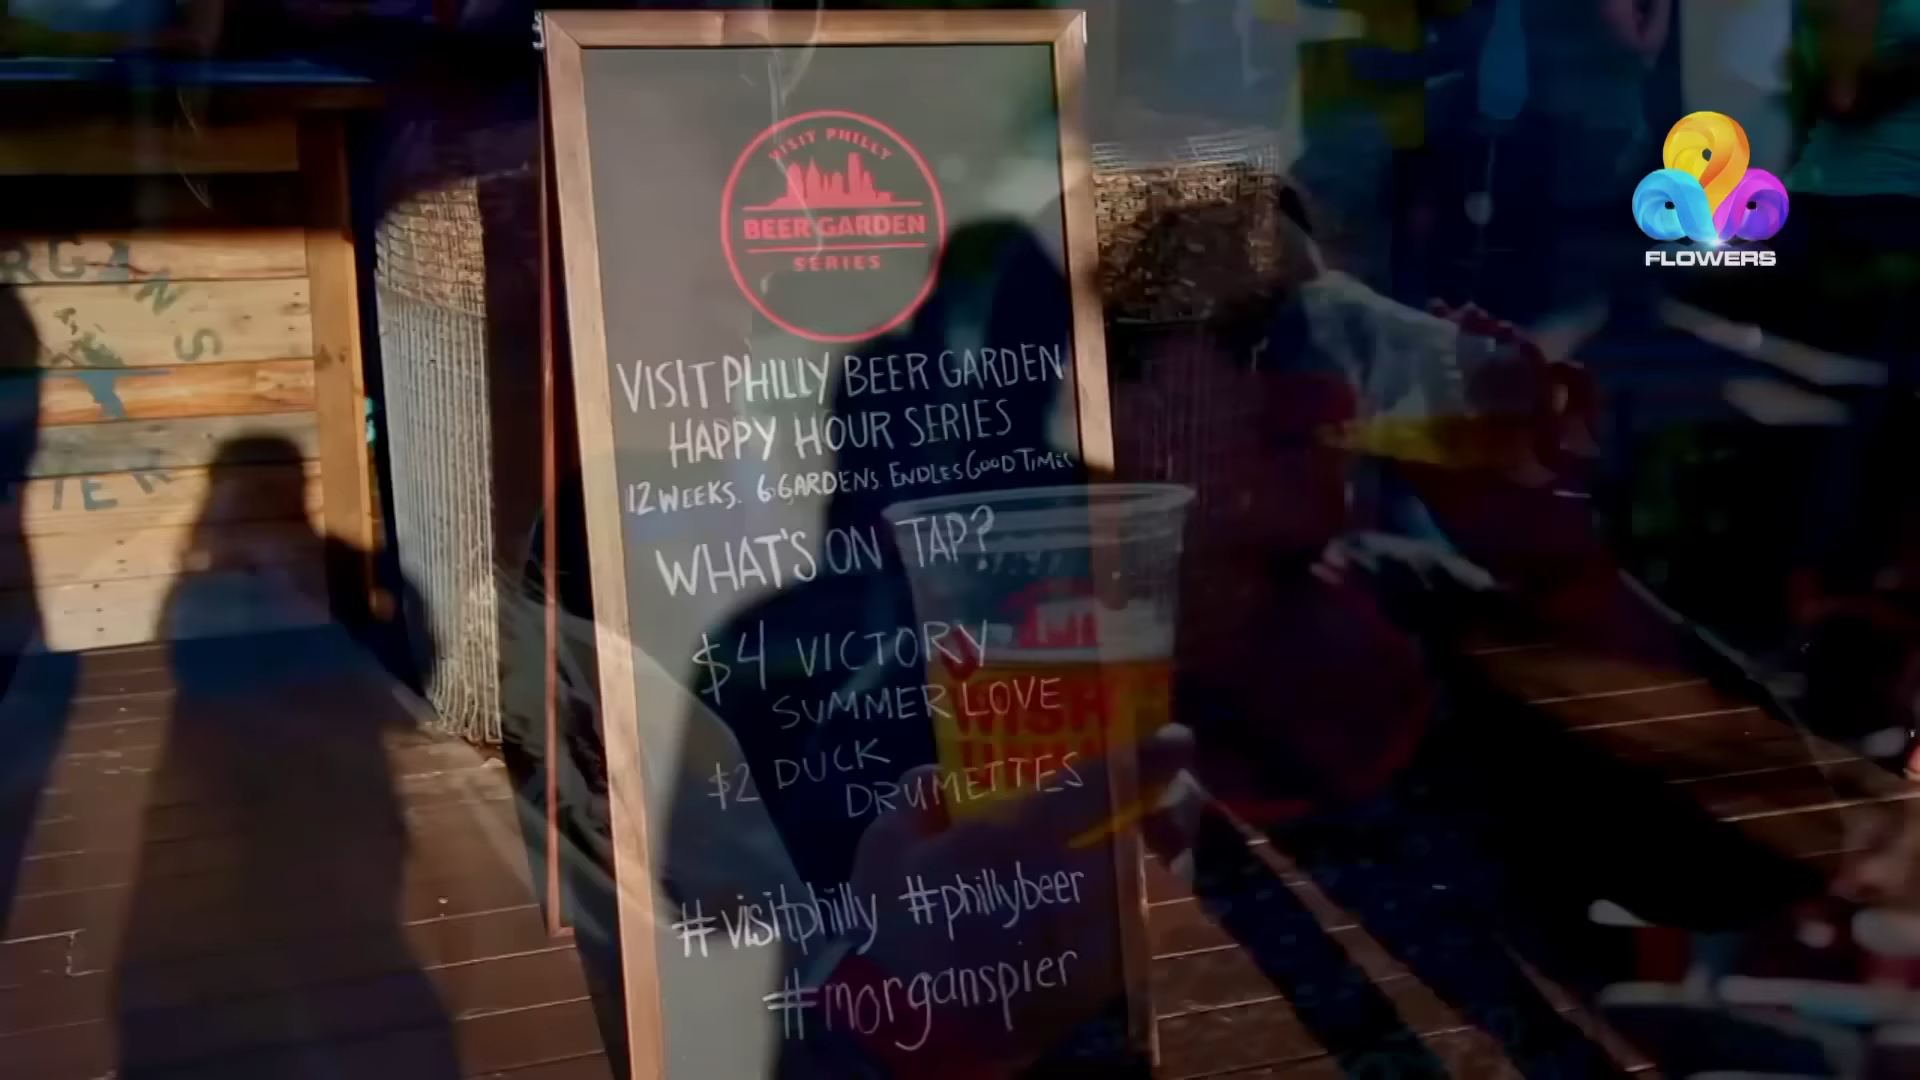 VISIT PHILLY
BEER GARDEN
SERIES
FLOWERS
VISIT PHILLY BEER GARDEN
HAPPY HOUR SERIES
12 WEEKS. 6 GARDENS. ENDLES GOOD TIMES
WHAT'S ON TAP?
$4 VICTORY
SUMMER LOVE
$2 DUCK
DRUMETTES
#visitphilly #phillybeer
#morganspier